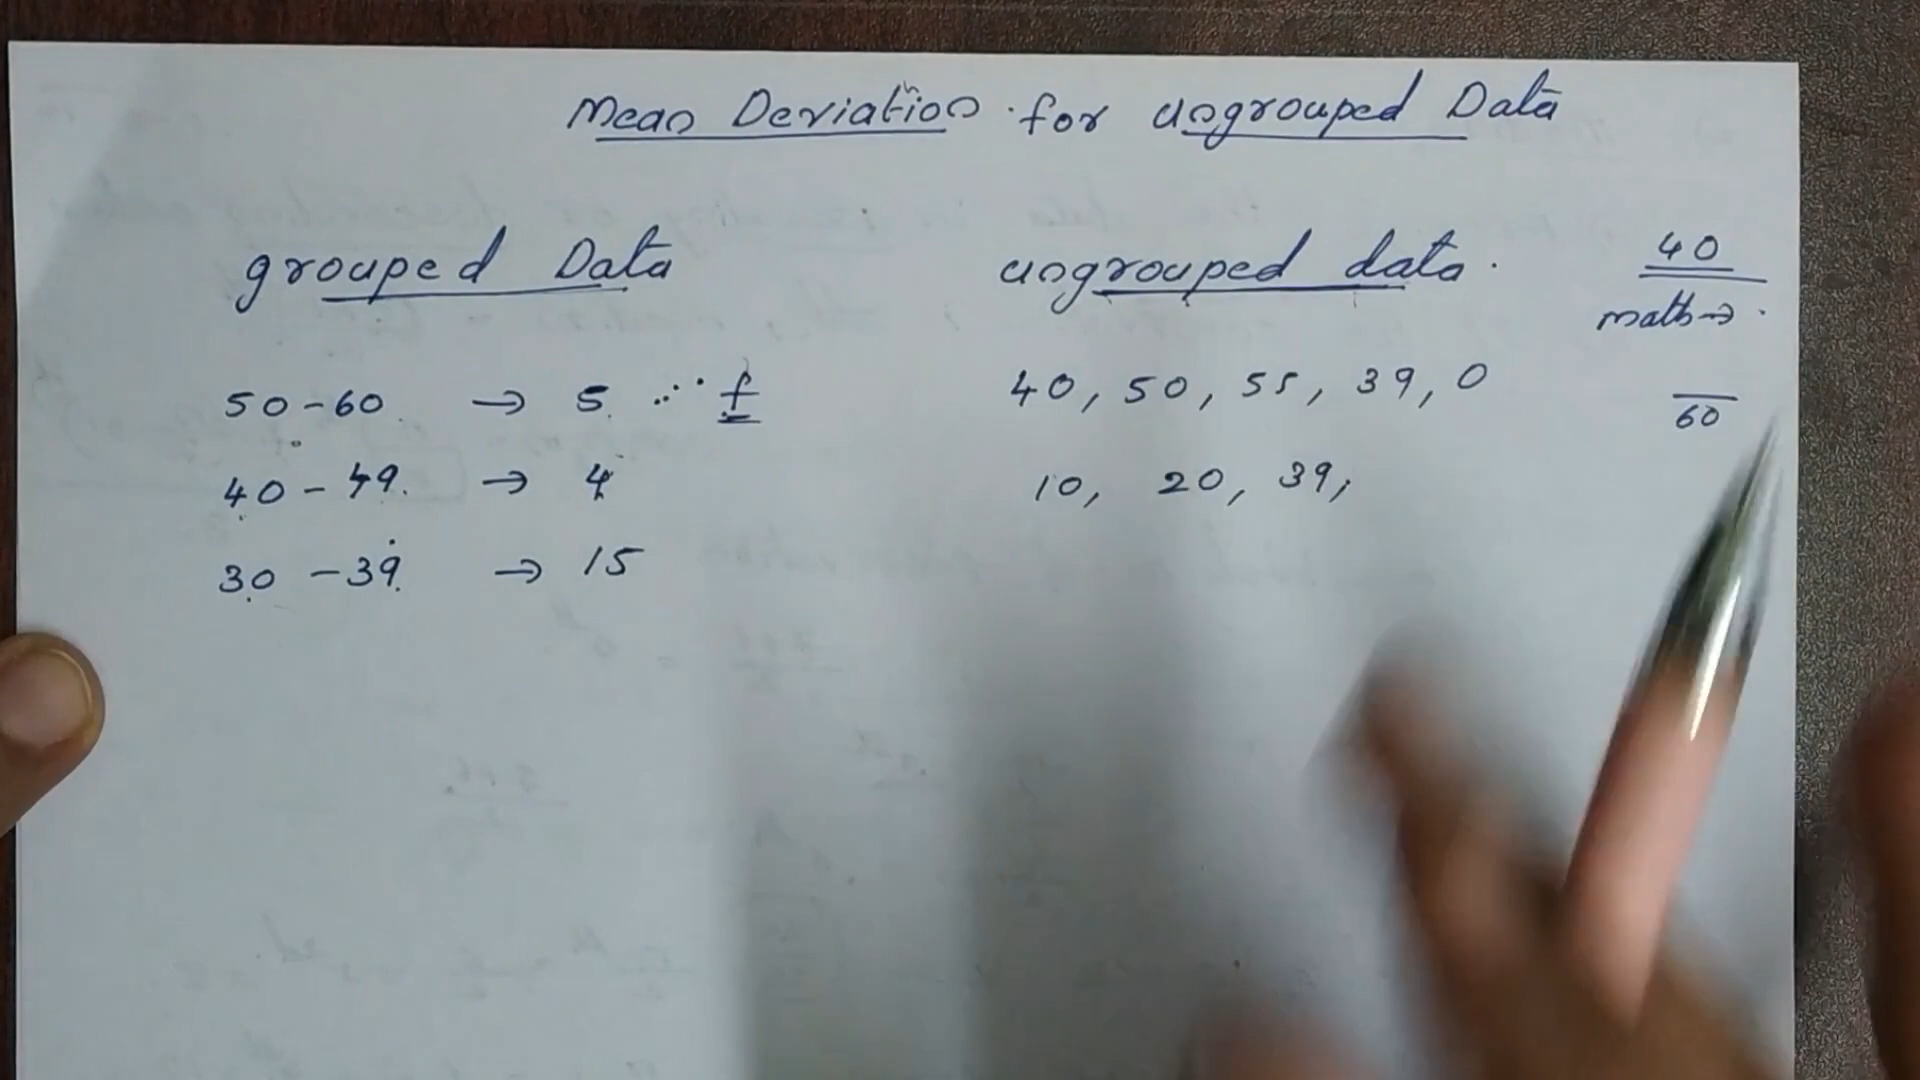 Mean Deviation for ungrouped Data
grouped Data
50-60 → 5 ∴ f
40-49 → 4
30-39 → 15
ungrouped data.
40, 50, 55, 39, 0
10, 20, 39,
40
math→
60